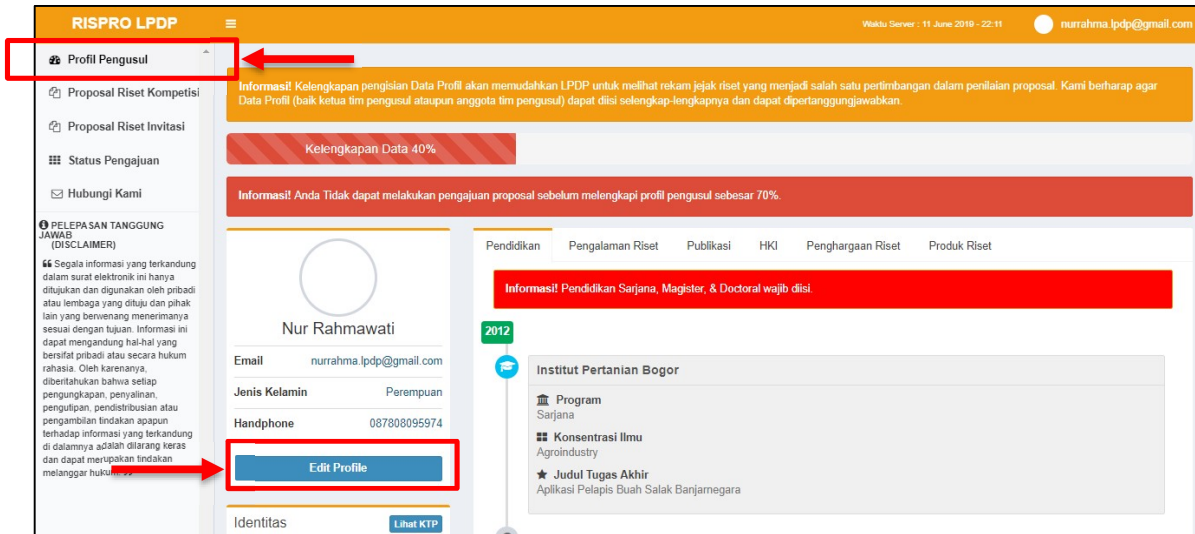 RISPRO LPDP
Waktu Server : 11 June 2019 - 22:11
nurrahma.lpdp@gmail.com
Profil Pengusul
Proposal Riset Kompetisi
Proposal Riset Invitasi
Status Pengajuan
Hubungi Kami
PELEPASAN TANGGUNG
JAWAB
(DISCLAIMER)
Segala informasi yang terkandung
dalam surat elektronik ini hanya
ditujukan dan digunakan oleh pribadi
atau lembaga yang dituju dan pihak
lain yang berwenang menerimanya
sesuai dengan tujuan. Informasi ini
dapat mengandung hal-hal yang
bersifat pribadi atau secara hukum
rahasia. Oleh karenanya,
diberitahukan bahwa setiap
pengungkapan, penyalinan,
pengutipan, pendistribusian atau
pengambilan tindakan apapun
terhadap informasi yang terkandung
di dalamnya adalah dilarang keras
dan dapat merupakan tindakan
melanggar hukum.
Informasi! Kelengkapan pengisian Data Profil akan memudahkan LPDP untuk melihat rekam jejak riset yang menjadi salah satu pertimbangan dalam penilaian proposal. Kami berharap agar
Data Profil (baik ketua tim pengusul ataupun anggota tim pengusul) dapat diisi selengkap-lengkapnya dan dapat dipertanggungjawabkan.
Kelengkapan Data 40%
Informasi! Anda Tidak dapat melakukan pengajuan proposal sebelum melengkapi profil pengusul sebesar 70%.
Nur Rahmawati
Email nurrahma.lpdp@gmail.com
Jenis Kelamin Perempuan
Handphone 087808095974
Edit Profile
Identitas Lihat KTP
Pendidikan Pengalaman Riset Publikasi HKI Penghargaan Riset Produk Riset
Informasi! Pendidikan Sarjana, Magister, & Doctoral wajib diisi.
2012
Institut Pertanian Bogor
Program
Sarjana
Konsentrasi Ilmu
Agroindustry
Judul Tugas Akhir
Aplikasi Pelapis Buah Salak Banjarnegara